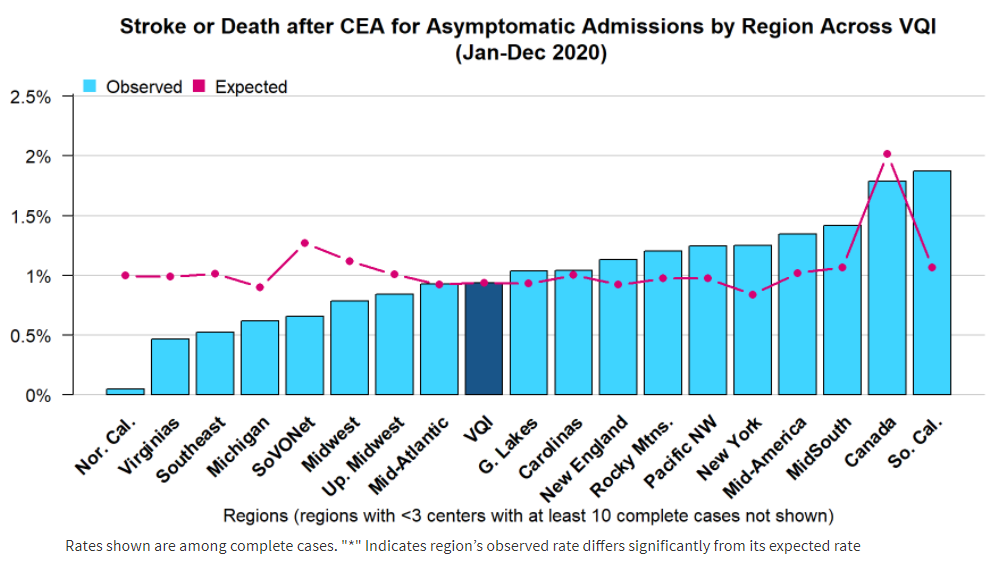 Stroke or Death after CEA for Asymptomatic Admissions by Region Across VQI
(Jan-Dec 2020)
Observed Expected
2.5%
2%
1.5%
1%
0.5%
0%
Nor. Cal.
Virginias
Southeast
Michigan
SoVONet
Midwest
Up. Midwest
Mid-Atlantic
VQI
G. Lakes
Carolinas
New England
Rocky Mtns.
Pacific NW
New York
Mid-America
MidSouth
Canada
So. Cal.
Regions (regions with <3 centers with at least 10 complete cases not shown)
Rates shown are among complete cases. "*" Indicates region’s observed rate differs significantly from its expected rate